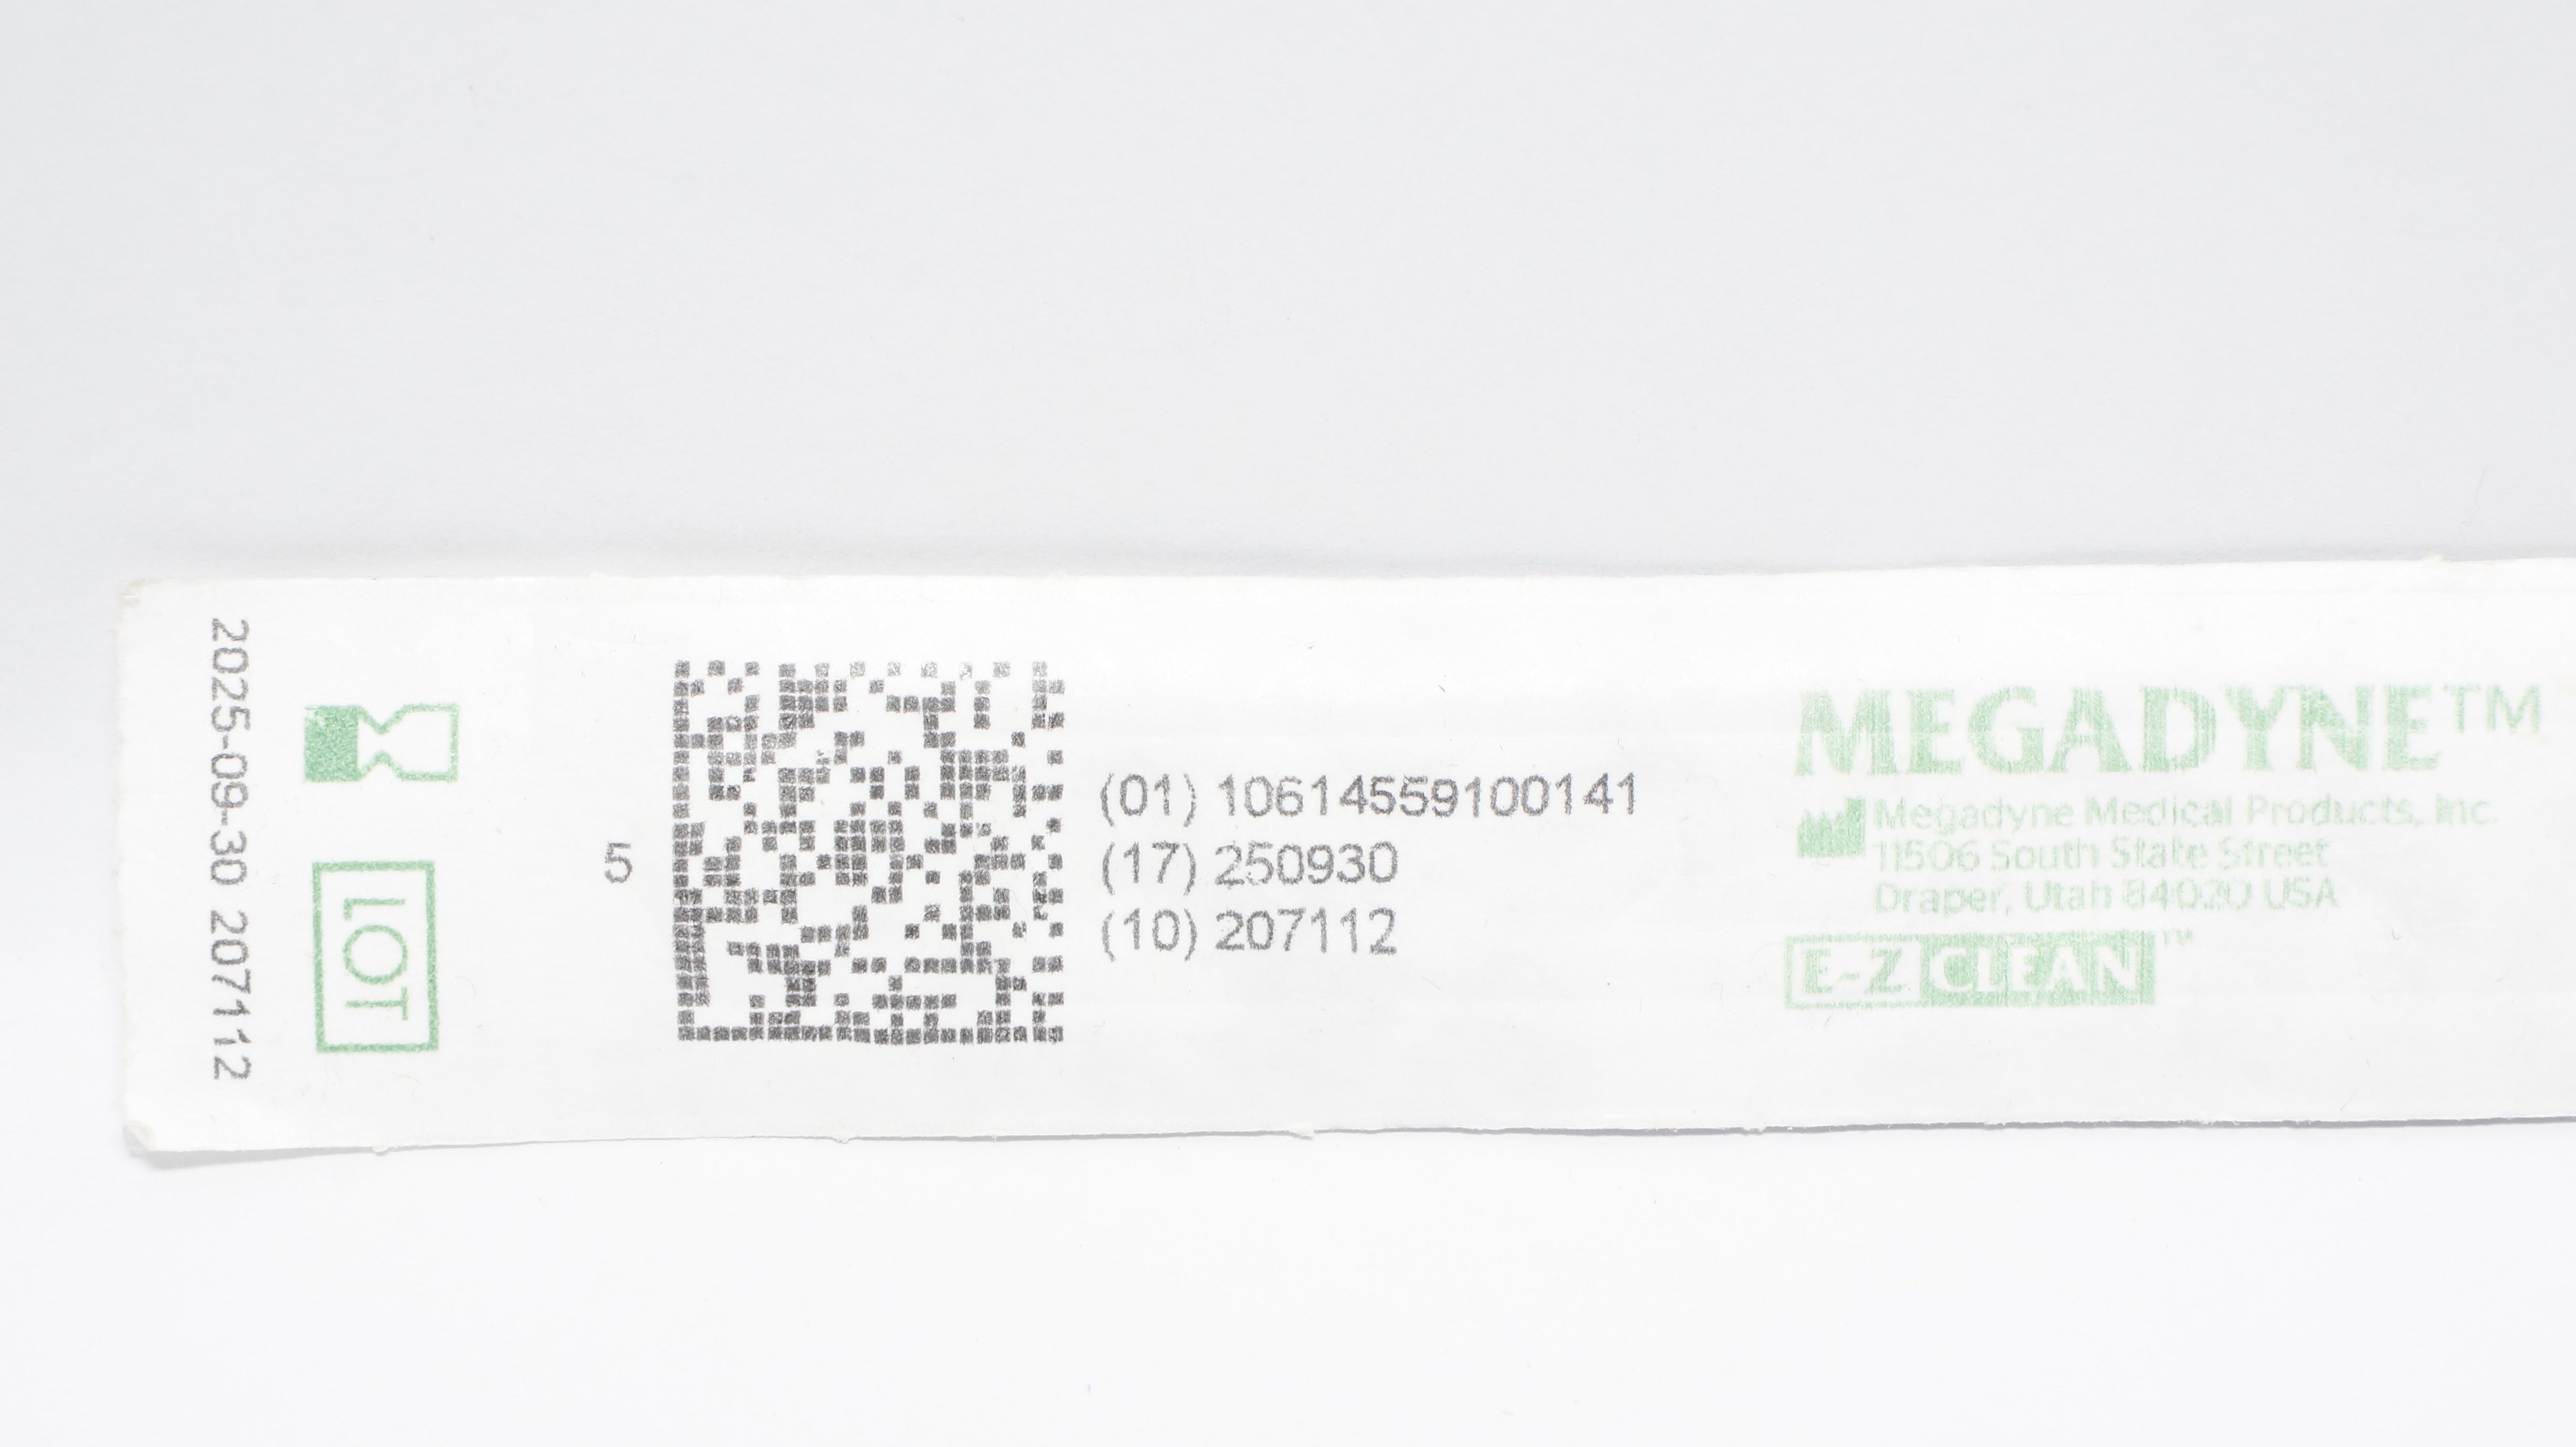 2025-09-30 207112
LOT
5
(01) 10614559100141
(17) 250930
(10) 207112
MEGADYNE™
Megadyne Medical Products, Inc.
11506 South State Street
Draper, Utah 84020 USA
E-Z CLEAN™